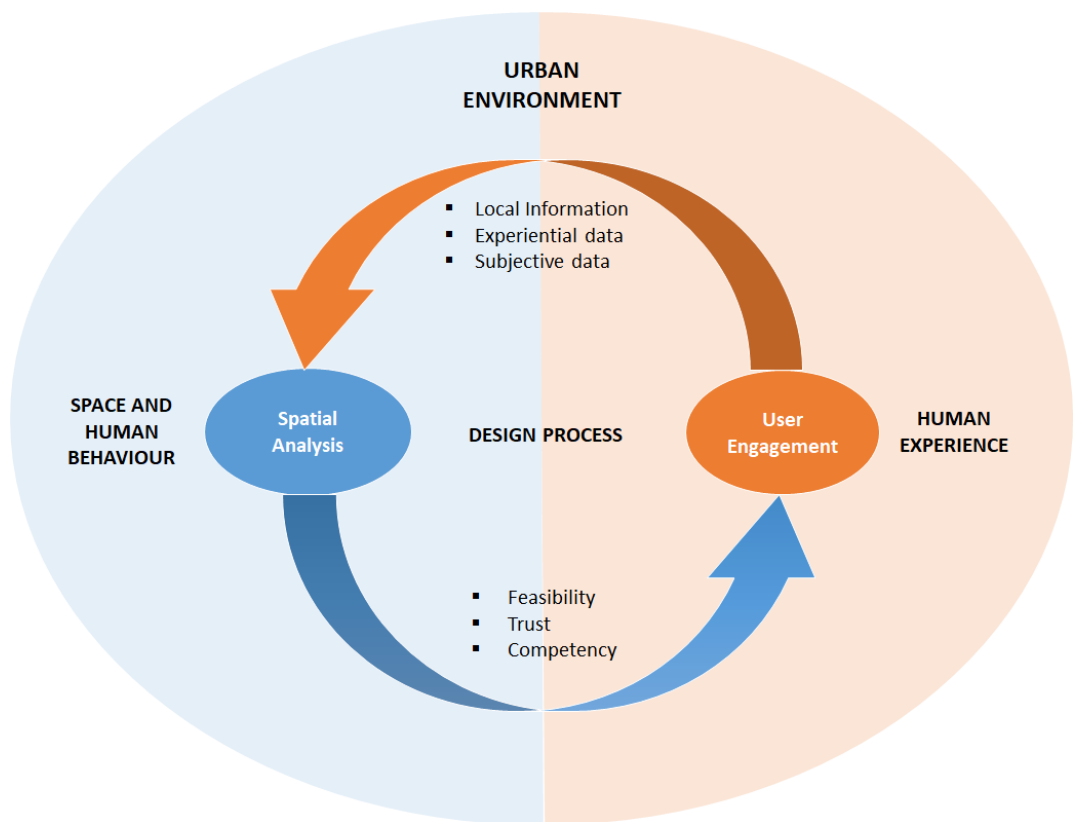 URBAN
ENVIRONMENT
▪ Local Information
▪ Experiential data
▪ Subjective data
SPACE AND
HUMAN
BEHAVIOUR
Spatial
Analysis
DESIGN PROCESS
User
Engagement
HUMAN
EXPERIENCE
▪ Feasibility
▪ Trust
▪ Competency